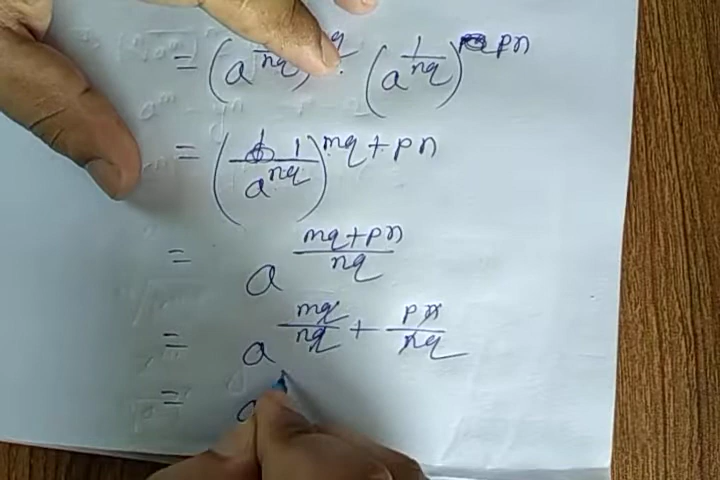 = (a^(1/nq))^(mq) · (a^(1/nq))^(pn)
= (1/a^(nq))^(mq+pn)
= a^((mq+pn)/nq)
= a^(mq/nq + pn/nq)
= a